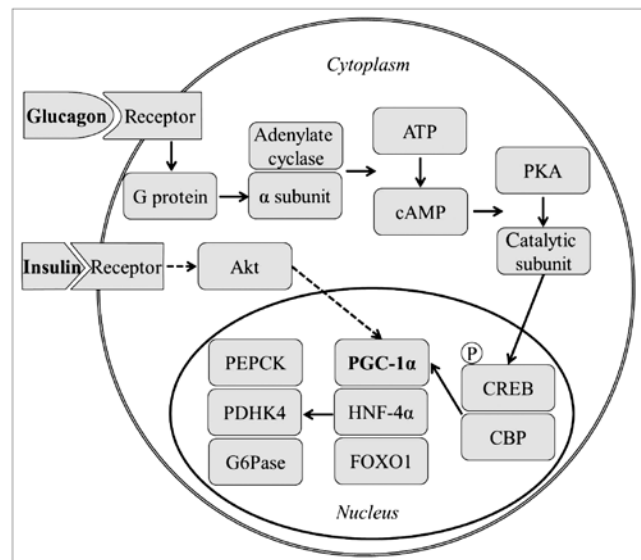 Cytoplasm
Glucagon
Receptor
G protein
Adenylate
cyclase
α subunit
ATP
cAMP
PKA
Catalytic
subunit
Insulin
Receptor
Akt
P
PEPCK
PGC-1α
CREB
PDHK4
HNF-4α
CBP
G6Pase
FOXO1
Nucleus